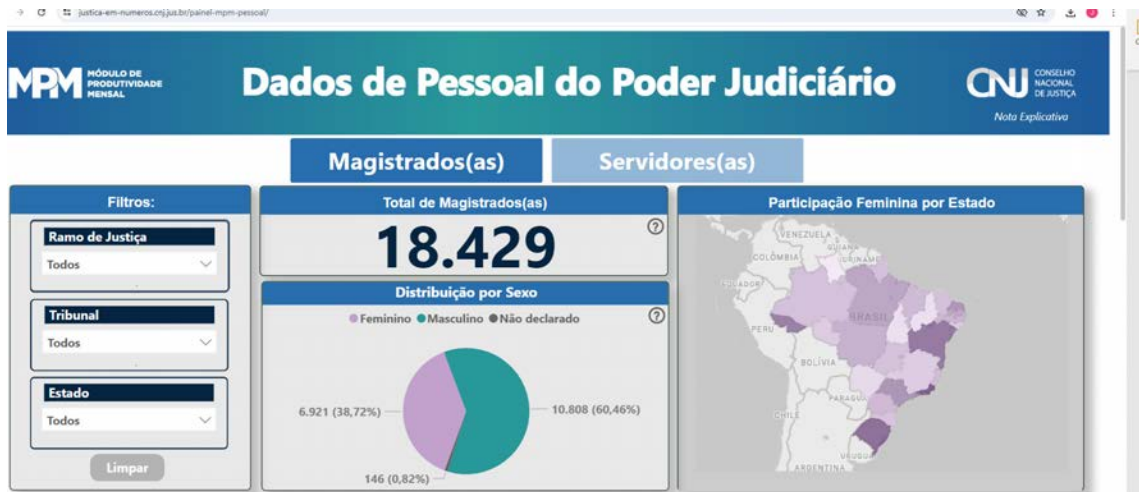 justica-em-numeros.cnj.jus.br/painel-mpm-pessoal/
MPM MÓDULO DE
PRODUTIVIDADE
MENSAL
Dados de Pessoal do Poder Judiciário
CNJ CONSELHO
NACIONAL
DE JUSTIÇA
Nota Explicativa
Magistrados(as)
Servidores(as)
Filtros:
Ramo de Justiça
Todos
Tribunal
Todos
Estado
Todos
Limpar
Total de Magistrados(as)
18.429
Distribuição por Sexo
Feminino Masculino Não declarado
6.921 (38,72%)
10.808 (60,46%)
146 (0,82%)
Participação Feminina por Estado
VENEZUELA
GUIANA
COLÔMBIA
SURINAME
EQUADOR
BRASIL
PERU
BOLÍVIA
PARAGUAI
CHILE
URUGUAI
ARGENTINA